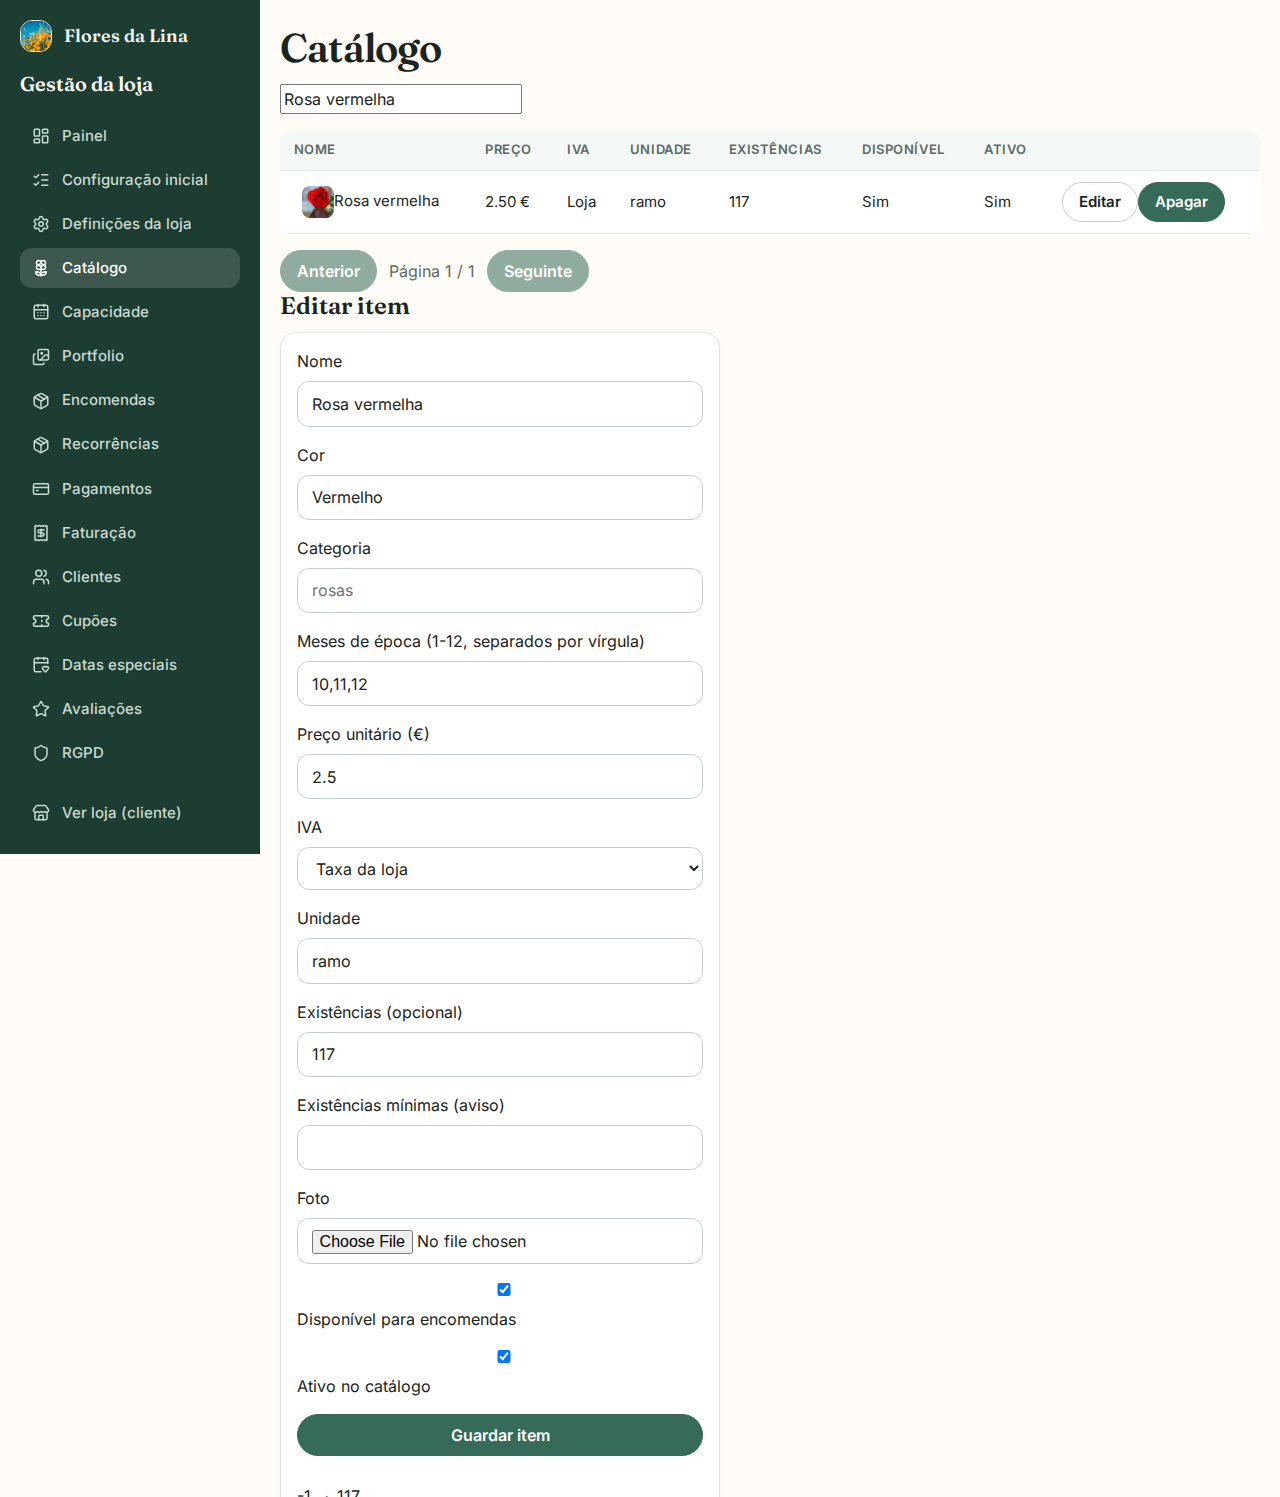 Flores da Lina
Gestão da loja
Painel
Configuração inicial
Definições da loja
Catálogo
Capacidade
Portfolio
Encomendas
Recorrências
Pagamentos
Faturação
Clientes
Cupões
Datas especiais
Avaliações
RGPD
Ver loja (cliente)
Catálogo
Rosa vermelha
NOME PREÇO IVA UNIDADE EXISTÊNCIAS DISPONÍVEL ATIVO
Rosa vermelha 2.50 € Loja ramo 117 Sim Sim Editar Apagar
Anterior Página 1 / 1 Seguinte
Editar item
Nome
Rosa vermelha
Cor
Vermelho
Categoria
rosas
Meses de época (1-12, separados por vírgula)
10,11,12
Preço unitário (€)
2.5
IVA
Taxa da loja
Unidade
ramo
Existências (opcional)
117
Existências mínimas (aviso)
Foto
Choose File No file chosen
Disponível para encomendas
Ativo no catálogo
Guardar item